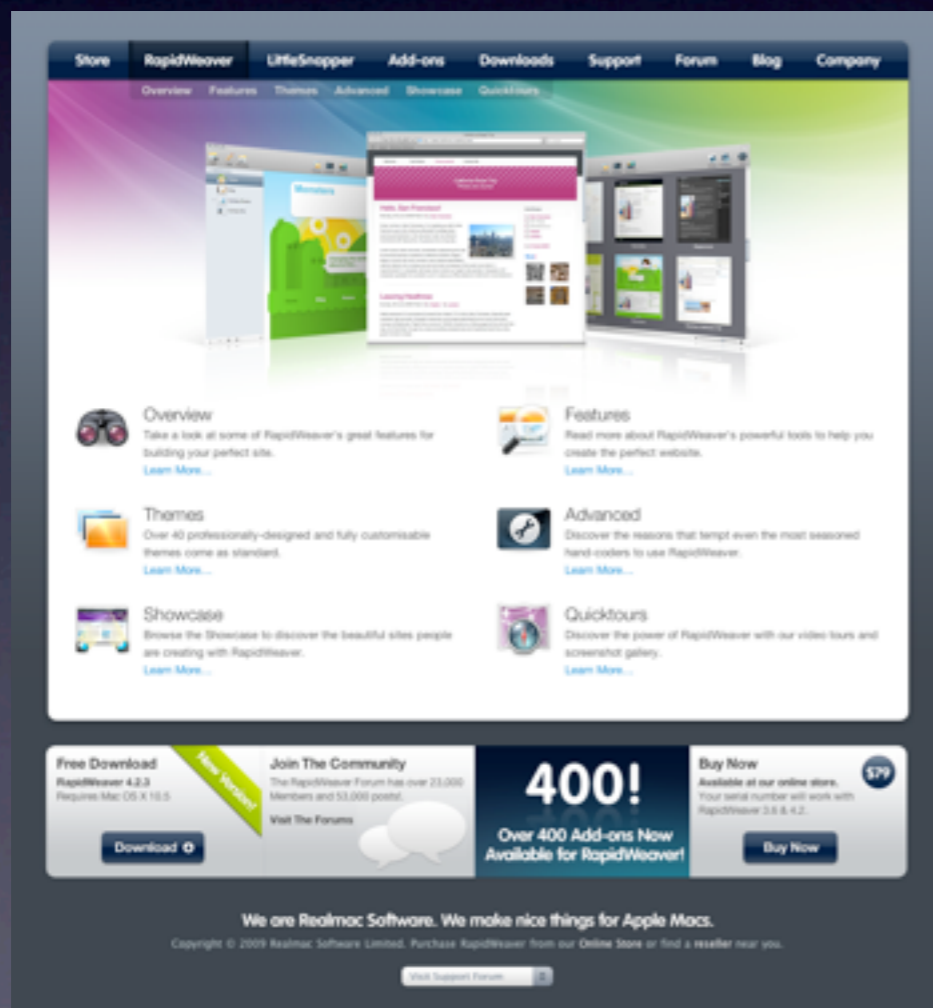 Store RapidWeaver LittleSnapper Add-ons Downloads Support Forum Blog Company
Overview Features Themes Advanced Showcase Quicktours
Monsters
Hello, San Francisco!
Leaving Heathrow
Overview
Take a look at some of RapidWeaver's great features for
building your perfect site.
Learn More...
Features
Read more about RapidWeaver's powerful tools to help you
create the perfect website.
Learn More...
Themes
Over 40 professionally-designed and fully customisable
themes come as standard.
Learn More...
Advanced
Discover the reasons that tempt even the most seasoned
hand-coders to use RapidWeaver.
Learn More...
Showcase
Browse the Showcase to discover the beautiful sites people
are creating with RapidWeaver.
Learn More...
Quicktours
Discover the power of RapidWeaver with our video tours and
screenshot gallery.
Learn More...
Free Download
RapidWeaver 4.2.3
Requires Mac OS X 10.5
Download
New Version!
Join The Community
The RapidWeaver Forum has over 23,000
Members and 53,000 posts!
Visit The Forums
400!
Over 400 Add-ons Now
Available for RapidWeaver!
Buy Now
Available at our online store.
Your serial number will work with
RapidWeaver 3.6 & 4.2.
$79
Buy Now
We are Realmac Software. We make nice things for Apple Macs.
Copyright © 2009 Realmac Software Limited. Purchase RapidWeaver from our Online Store or find a reseller near you.
Visit Support Forum